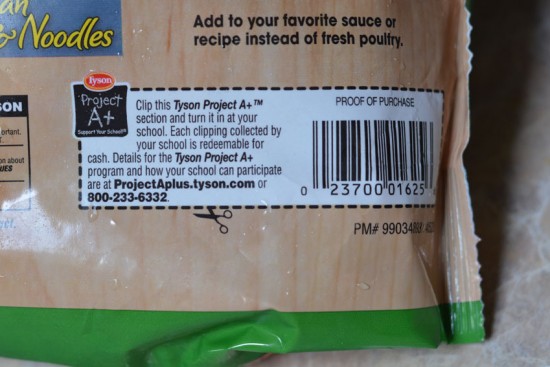 an
& Noodles
Add to your favorite sauce or
recipe instead of fresh poultry.
SON
portant.
on about
UES
act.
Tyson
Project
A+
Support Your School!
Clip this Tyson Project A+™
section and turn it in at your
school. Each clipping collected by
your school is redeemable for
cash. Details for the Tyson Project A+
program and how your school can participate
are at ProjectAplus.tyson.com or
800-233-6332.
PROOF OF PURCHASE
0 23700 01625
PM# 99034